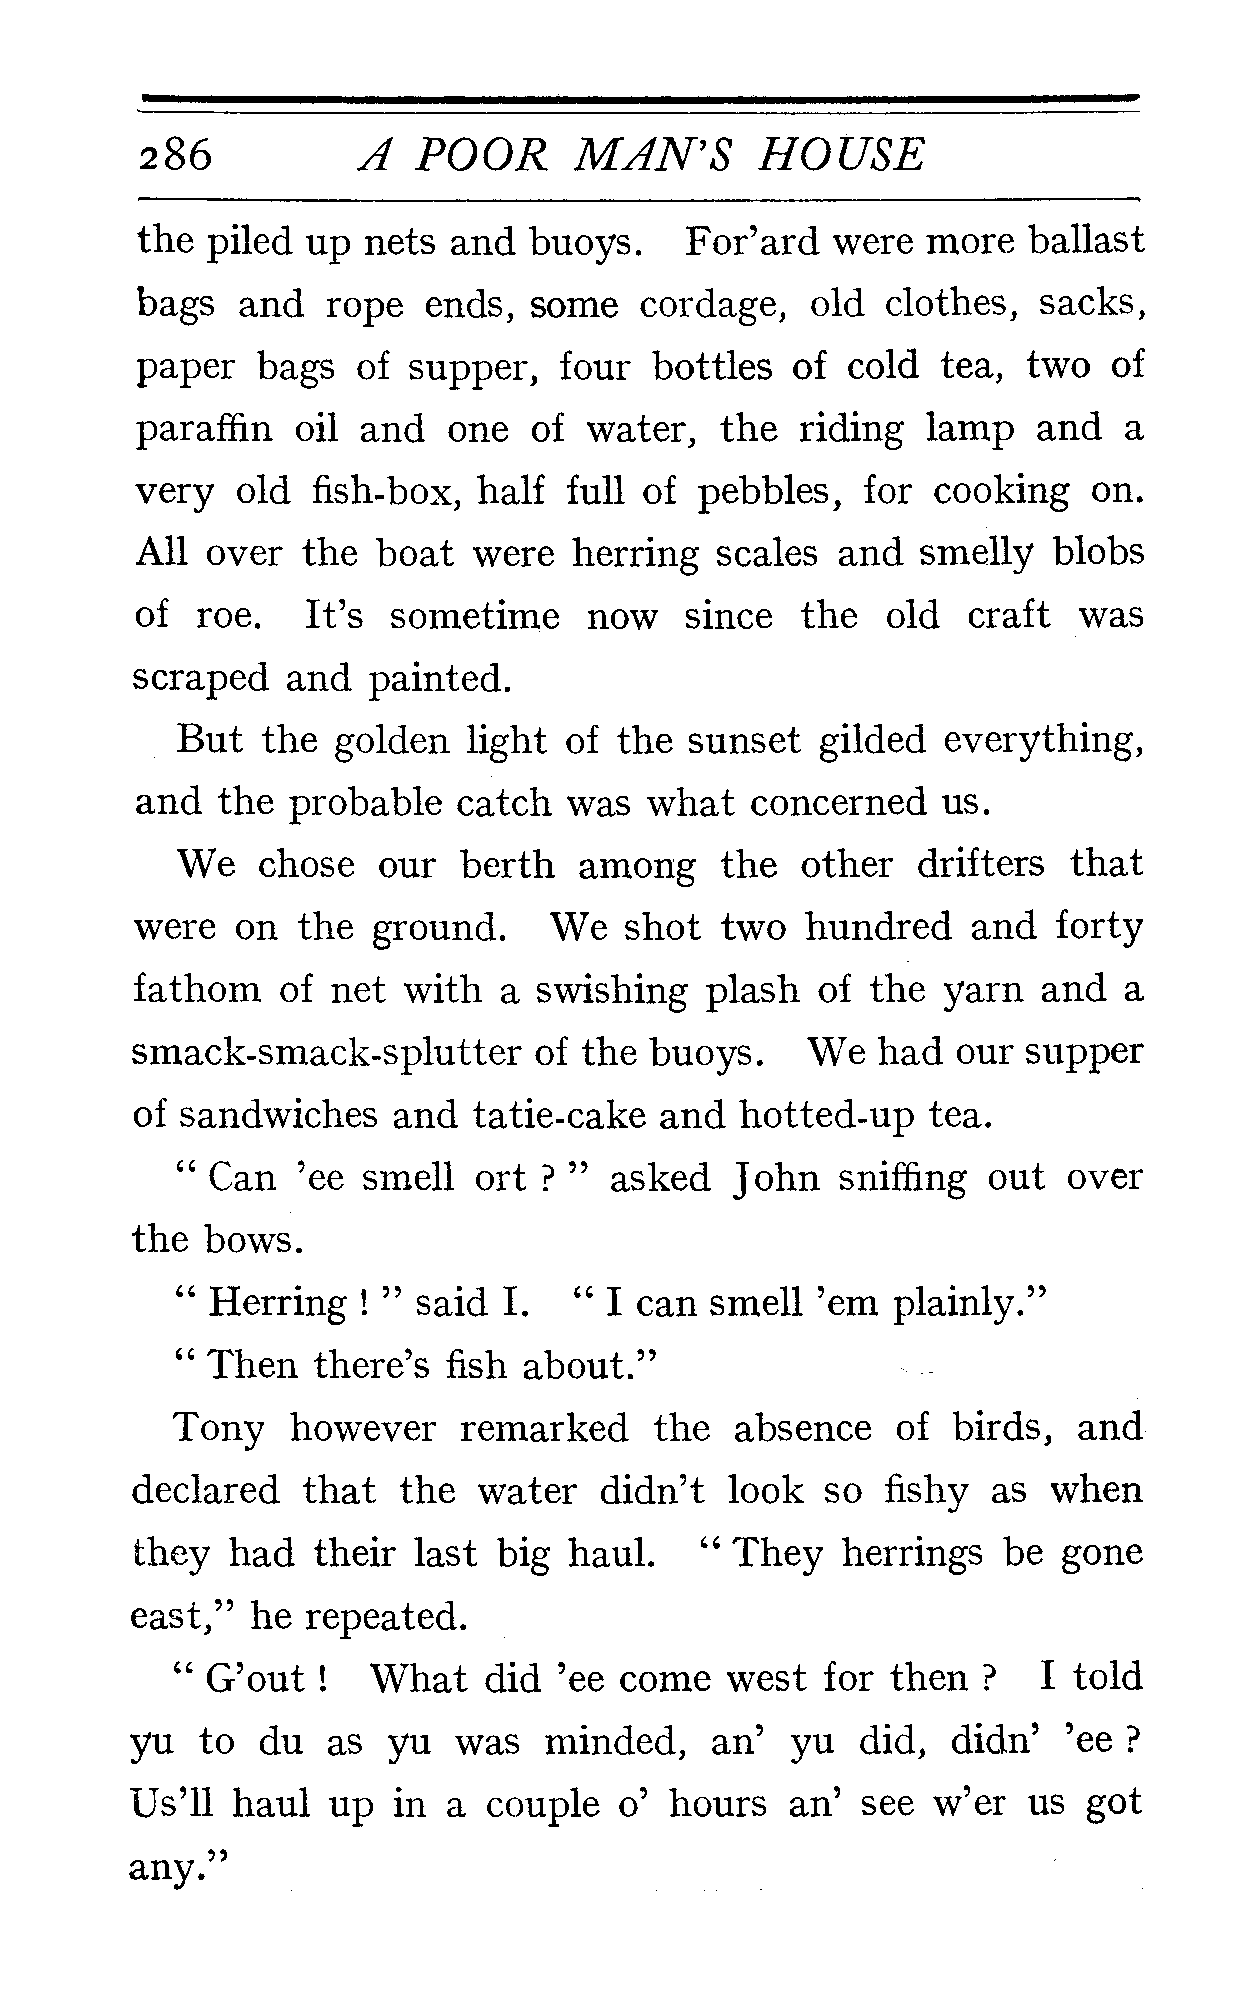 286 A POOR MAN'S HOUSE
the piled up nets and buoys. For'ard were more ballast
bags and rope ends, some cordage, old clothes, sacks,
paper bags of supper, four bottles of cold tea, two of
paraffin oil and one of water, the riding lamp and a
very old fish-box, half full of pebbles, for cooking on.
All over the boat were herring scales and smelly blobs
of roe. It's sometime now since the old craft was
scraped and painted.
But the golden light of the sunset gilded everything,
and the probable catch was what concerned us.
We chose our berth among the other drifters that
were on the ground. We shot two hundred and forty
fathom of net with a swishing plash of the yarn and a
smack-smack-splutter of the buoys. We had our supper
of sandwiches and tatie-cake and hotted-up tea.
“ Can 'ee smell ort ? ” asked John sniffing out over
the bows.
“ Herring ! ” said I. “ I can smell 'em plainly.”
“ Then there's fish about.”
Tony however remarked the absence of birds, and
declared that the water didn't look so fishy as when
they had their last big haul. “ They herrings be gone
east,” he repeated.
“ G'out ! What did 'ee come west for then ? I told
yu to du as yu was minded, an' yu did, didn' 'ee ?
Us'll haul up in a couple o' hours an' see w'er us got
any.”